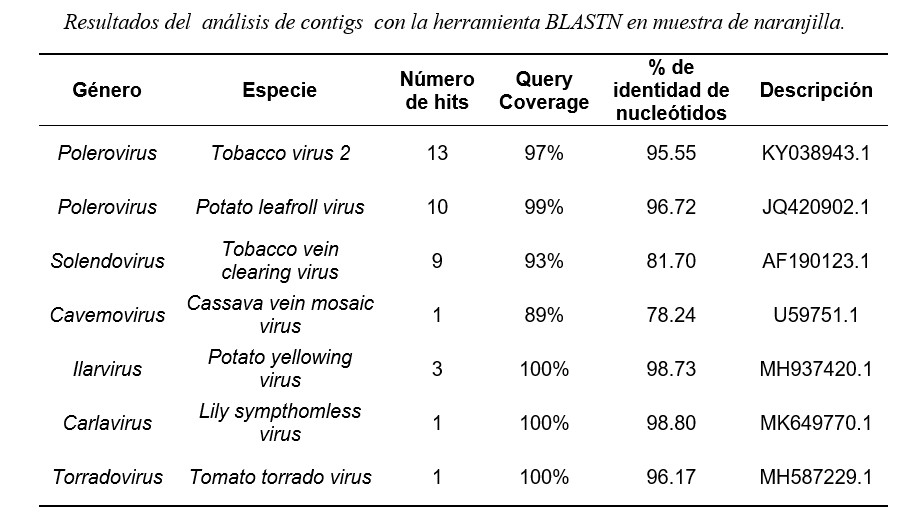 Resultados del análisis de contigs con la herramienta BLASTN en muestra de naranjilla.
Género Especie Número de hits Query Coverage % de identidad de nucleótidos Descripción
Polerovirus Tobacco virus 2 13 97% 95.55 KY038943.1
Polerovirus Potato leafroll virus 10 99% 96.72 JQ420902.1
Solendovirus Tobacco vein clearing virus 9 93% 81.70 AF190123.1
Cavemovirus Cassava vein mosaic virus 1 89% 78.24 U59751.1
Ilarvirus Potato yellowing virus 3 100% 98.73 MH937420.1
Carlavirus Lily sympthomless virus 1 100% 98.80 MK649770.1
Torradovirus Tomato torrado virus 1 100% 96.17 MH587229.1